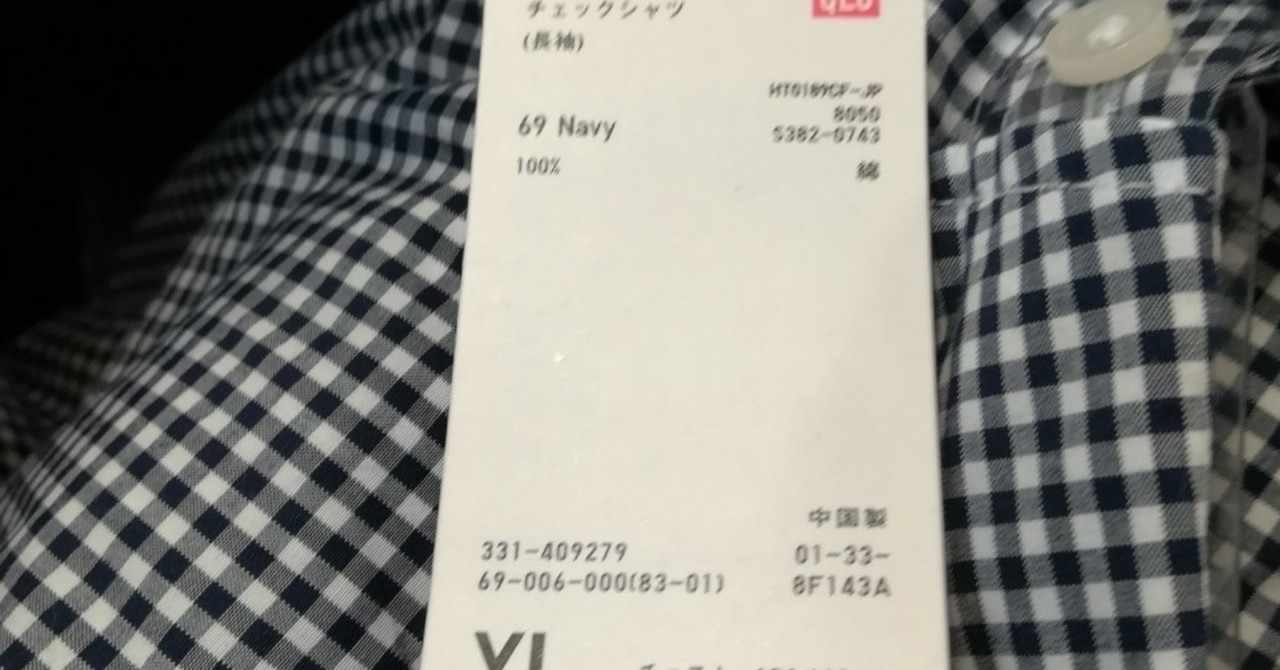 チェックシャツ
(長袖)
HT0189CF-JP
8050
69 Navy
S382-0743
100% 綿
中国製
331-409279 01-33-
69-006-000(83-01) 8F143A
XL